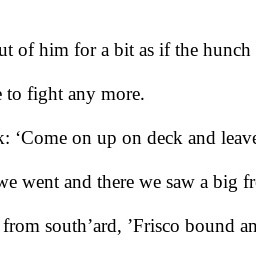 ut of him for a bit as if the hunch
to fight any more.
: ‘Come on up on deck and leave
we went and there we saw a big fr
from south’ard, ’Frisco bound an